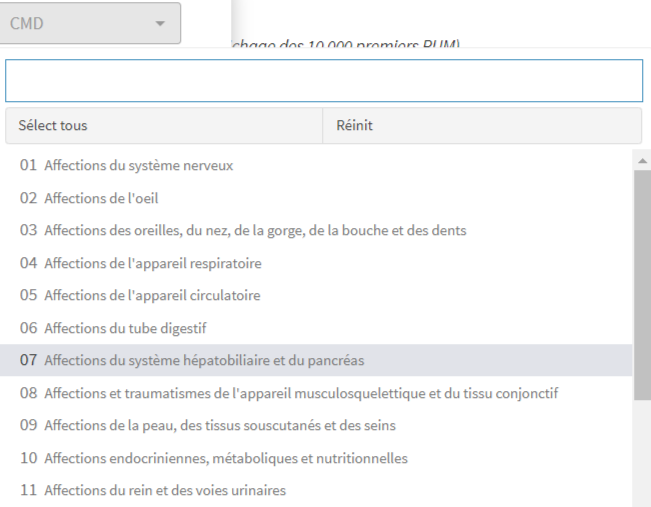 CMD
chage des 10 000 premiers RUM)
Sélect tous
Réinit
01 Affections du système nerveux
02 Affections de l'oeil
03 Affections des oreilles, du nez, de la gorge, de la bouche et des dents
04 Affections de l'appareil respiratoire
05 Affections de l'appareil circulatoire
06 Affections du tube digestif
07 Affections du système hépatobiliaire et du pancréas
08 Affections et traumatismes de l'appareil musculosquelettique et du tissu conjonctif
09 Affections de la peau, des tissus souscutanés et des seins
10 Affections endocriniennes, métaboliques et nutritionnelles
11 Affections du rein et des voies urinaires